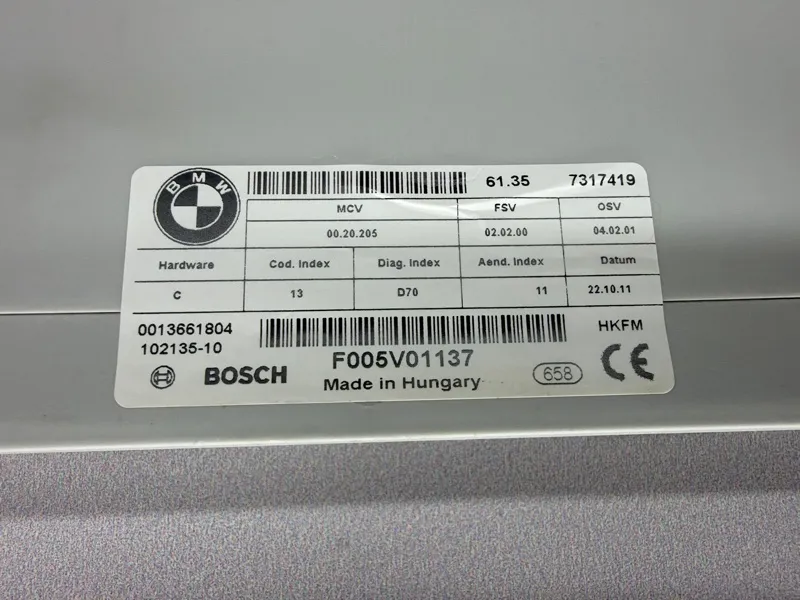 BMW
61.35 7317419
MCV FSV OSV
00.20.205 02.02.00 04.02.01
Hardware Cod. Index Diag. Index Aend. Index Datum
C 13 D70 11 22.10.11
0013661804 HKFM
102135-10
BOSCH F005V01137 658 CE
Made in Hungary